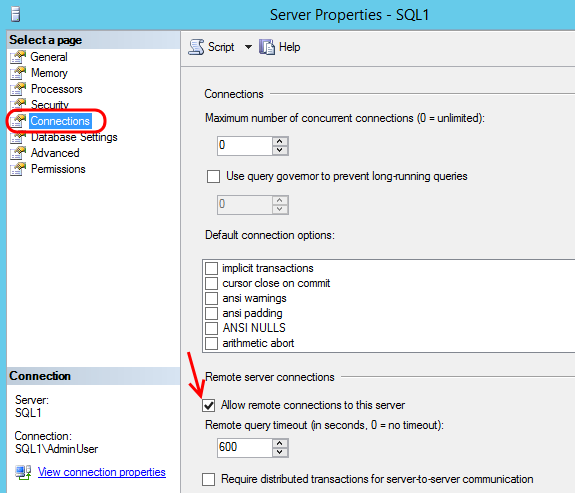 Server Properties - SQL1
Select a page
General
Memory
Processors
Security
Connections
Database Settings
Advanced
Permissions
Script
Help
Connections
Maximum number of concurrent connections (0 = unlimited):
0
Use query governor to prevent long-running queries
0
Default connection options:
implicit transactions
cursor close on commit
ansi warnings
ansi padding
ANSI NULLS
arithmetic abort
Remote server connections
Allow remote connections to this server
Remote query timeout (in seconds, 0 = no timeout):
600
Require distributed transactions for server-to-server communication
Connection
Server:
SQL1
Connection:
SQL1\AdminUser
View connection properties